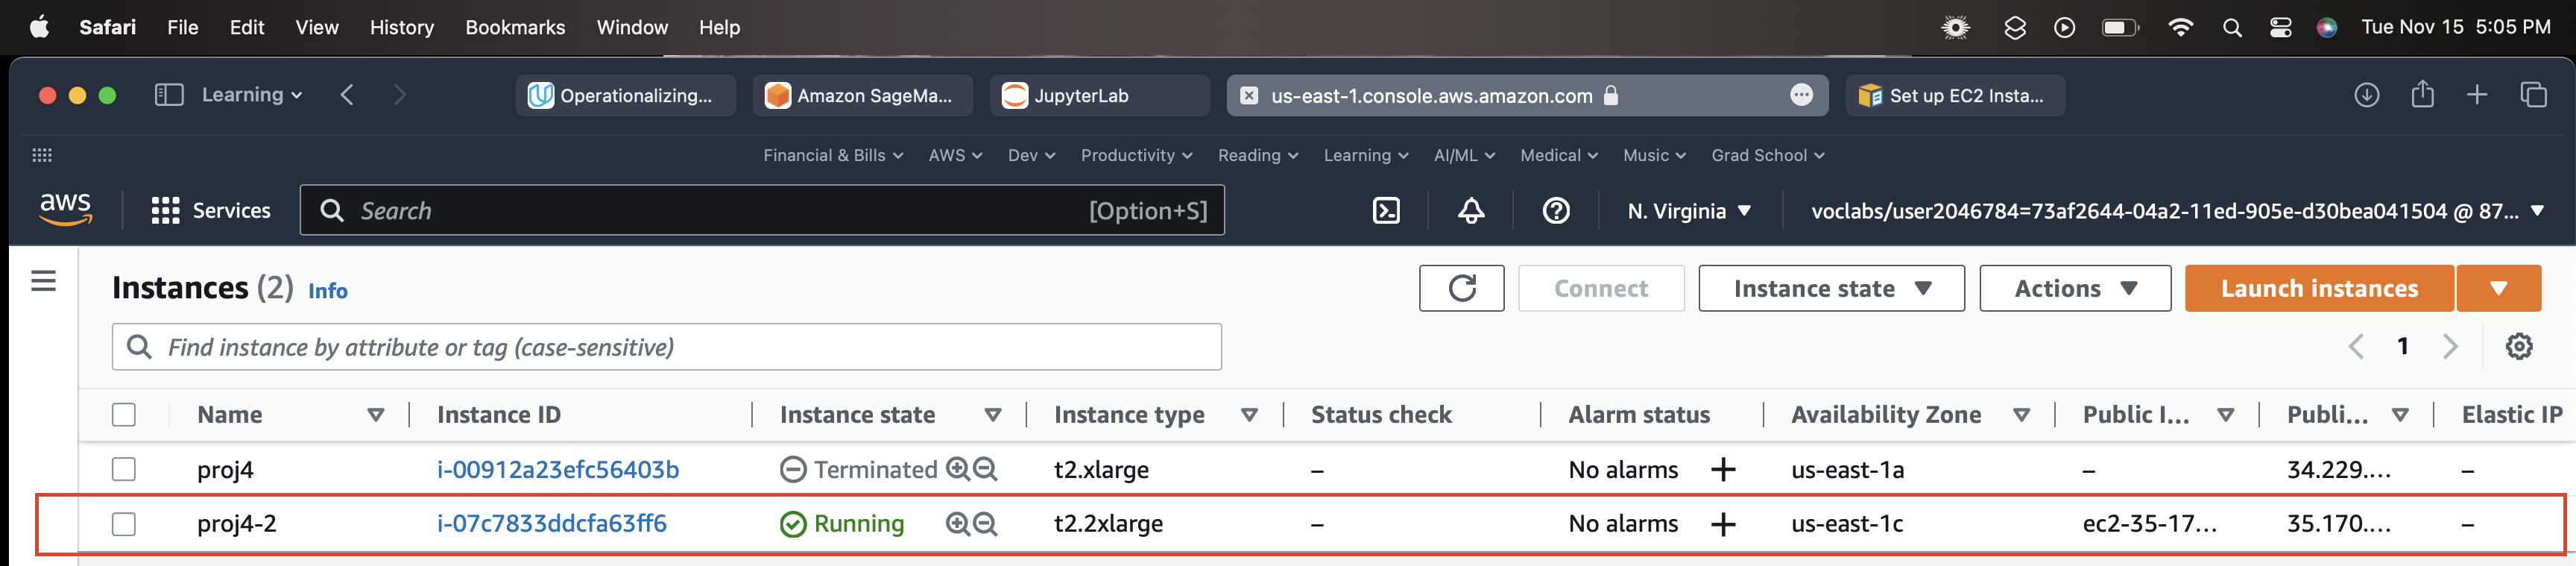 Safari File Edit View History Bookmarks Window Help Tue Nov 15 5:05 PM
Learning Operationalizing... Amazon SageMa... JupyterLab us-east-1.console.aws.amazon.com Set up EC2 Insta...
Financial & Bills AWS Dev Productivity Reading Learning AI/ML Medical Music Grad School
aws Services Search [Option+S] N. Virginia voclabs/user2046784=73af2644-04a2-11ed-905e-d30bea041504 @ 87...
Instances (2) Info Connect Instance state Actions Launch instances
Find instance by attribute or tag (case-sensitive) 1
Name Instance ID Instance state Instance type Status check Alarm status Availability Zone Public I... Publi... Elastic IP
proj4 i-00912a23efc56403b Terminated t2.xlarge – No alarms + us-east-1a – 34.229.... –
proj4-2 i-07c7833ddcfa63ff6 Running t2.2xlarge – No alarms + us-east-1c ec2-35-17... 35.170.... –